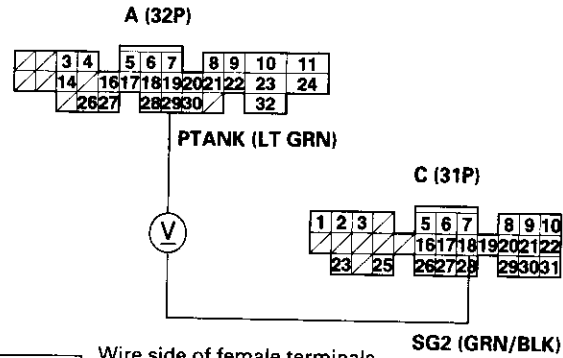 A (32P)
3 4 5 6 7 8 9 10 11
14 16 17 18 19 20 21 22 23 24
26 27 28 29 30 32
PTANK (LT GRN)
C (31P)
1 2 3 5 6 7 8 9 10
16 17 18 19 20 21 22
23 25 26 27 28 29 30 31
V
SG2 (GRN/BLK)
Wire side of female terminals